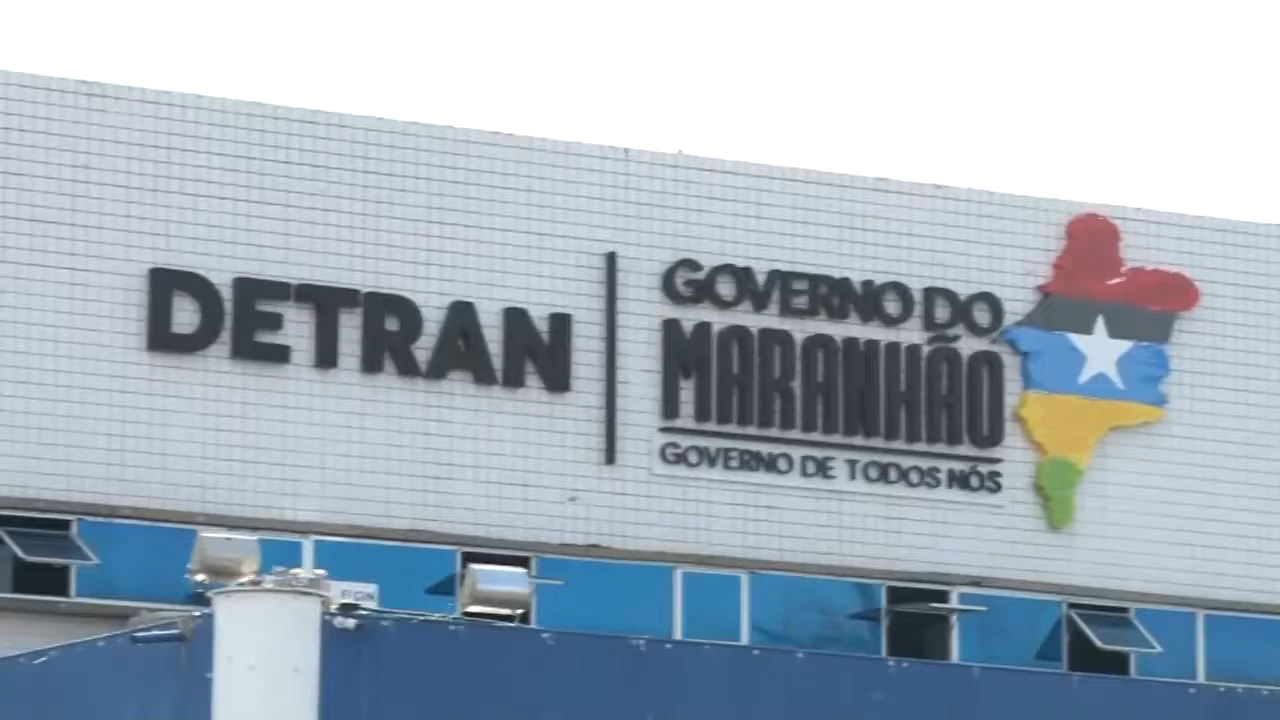 DETRAN
GOVERNO DO
MARANHÃO
GOVERNO DE TODOS NÓS